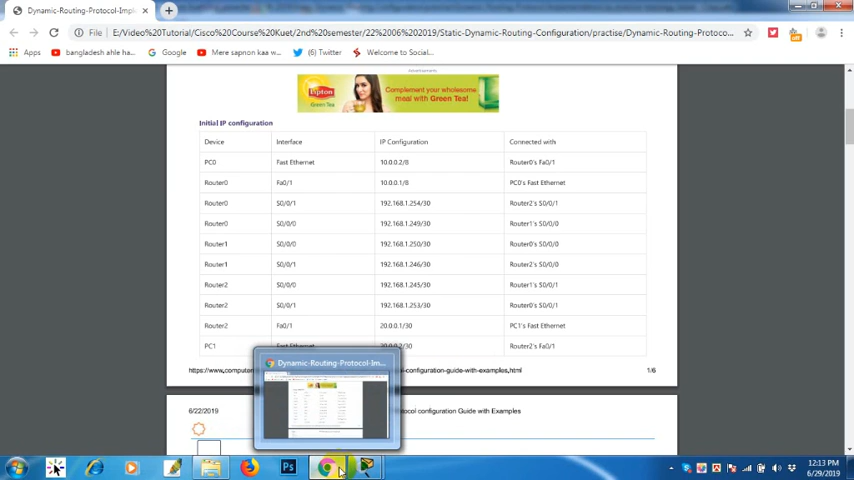 Dynamic-Routing-Protocol-Imple
File
E:/Video%20Tutorial/Cisco%20Course%20Kuet/2nd%20semester/22%2006%202019/Static-Dynamic-Routing-Configuration/practise/Dynamic-Routing-Protoco...
Apps
bangladesh ahle ha...
Google
Mere sapnon kaa w...
(6) Twitter
Welcome to Social...
Lipton
Green Tea
Complement your wholesome
meal with Green Tea!
Initial IP configuration
Device Interface IP Configuration Connected with
PC0 Fast Ethernet 10.0.0.2/8 Router0's Fa0/1
Router0 Fa0/1 10.0.0.1/8 PC0's Fast Ethernet
Router0 S0/0/1 192.168.1.254/30 Router2's S0/0/1
Router0 S0/0/0 192.168.1.249/30 Router1's S0/0/0
Router1 S0/0/0 192.168.1.250/30 Router0's S0/0/0
Router1 S0/0/1 192.168.1.246/30 Router2's S0/0/0
Router2 S0/0/0 192.168.1.245/30 Router1's S0/0/1
Router2 S0/0/1 192.168.1.253/30 Router0's S0/0/1
Router2 Fa0/1 20.0.0.1/30 PC1's Fast Ethernet
PC1 Router2's Fa0/1
Dynamic-Routing-Protocol-Im...
-configuration-guide-with-examples.html 1/6
6/22/2019 configuration Guide with Examples
Ps
12:13 PM
6/29/2019